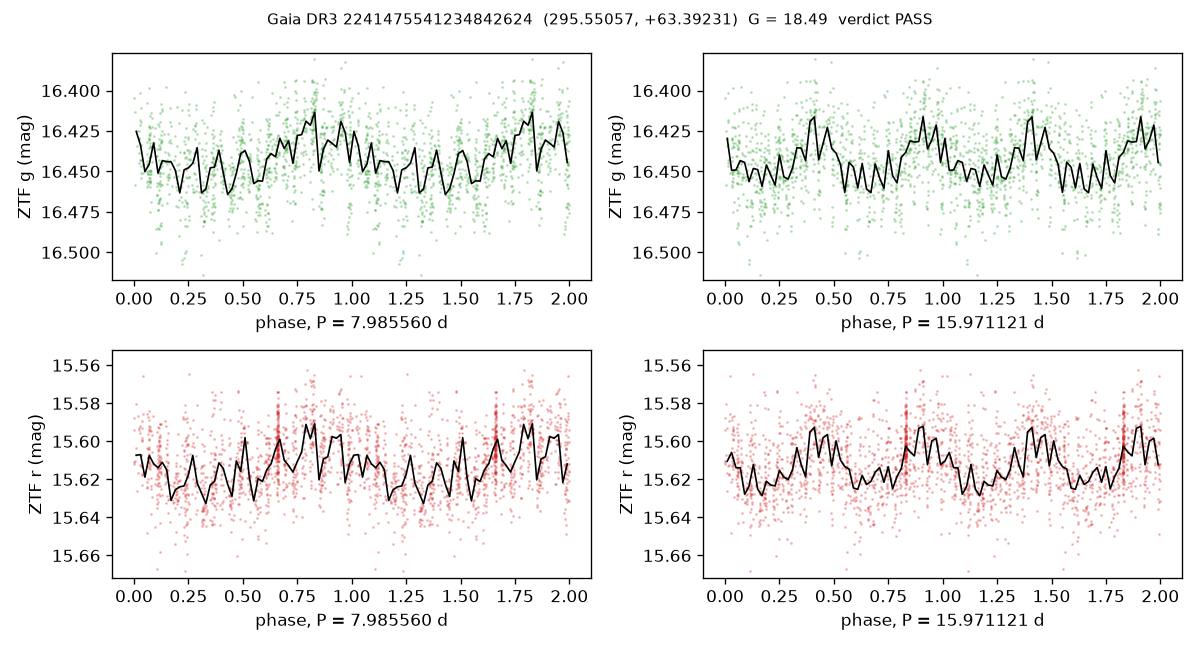 Gaia DR3 2241475541234842624 (295.55057, +63.39231) G = 18.49 verdict PASS
16.400
16.425
16.450
16.475
16.500
ZTF g (mag)
0.00 0.25 0.50 0.75 1.00 1.25 1.50 1.75 2.00
phase, P = 7.985560 d
16.400
16.425
16.450
16.475
16.500
ZTF g (mag)
0.00 0.25 0.50 0.75 1.00 1.25 1.50 1.75 2.00
phase, P = 15.971121 d
15.56
15.58
15.60
15.62
15.64
15.66
ZTF r (mag)
0.00 0.25 0.50 0.75 1.00 1.25 1.50 1.75 2.00
phase, P = 7.985560 d
15.56
15.58
15.60
15.62
15.64
15.66
ZTF r (mag)
0.00 0.25 0.50 0.75 1.00 1.25 1.50 1.75 2.00
phase, P = 15.971121 d